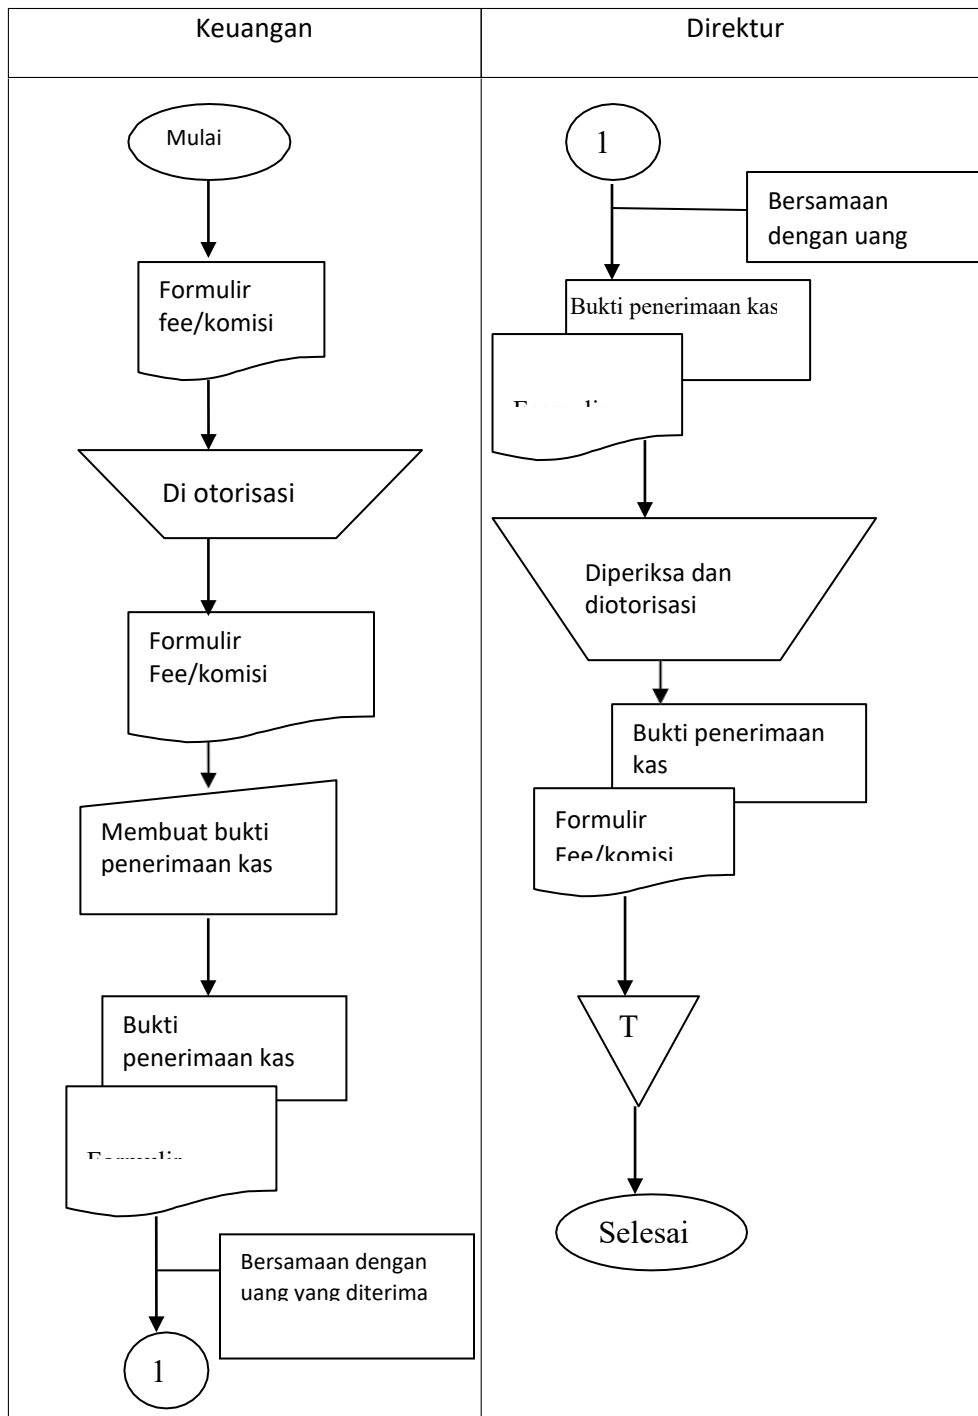 Keuangan
Direktur
Mulai
Formulir
fee/komisi
Di otorisasi
Formulir
Fee/komisi
Membuat bukti
penerimaan kas
Bukti
penerimaan kas
Bersamaan dengan
uang yang diterima
1
1
Bersamaan
dengan uang
Bukti penerimaan kas
Diperiksa dan
diotorisasi
Bukti penerimaan
kas
Formulir
Fee/komisi
T
Selesai